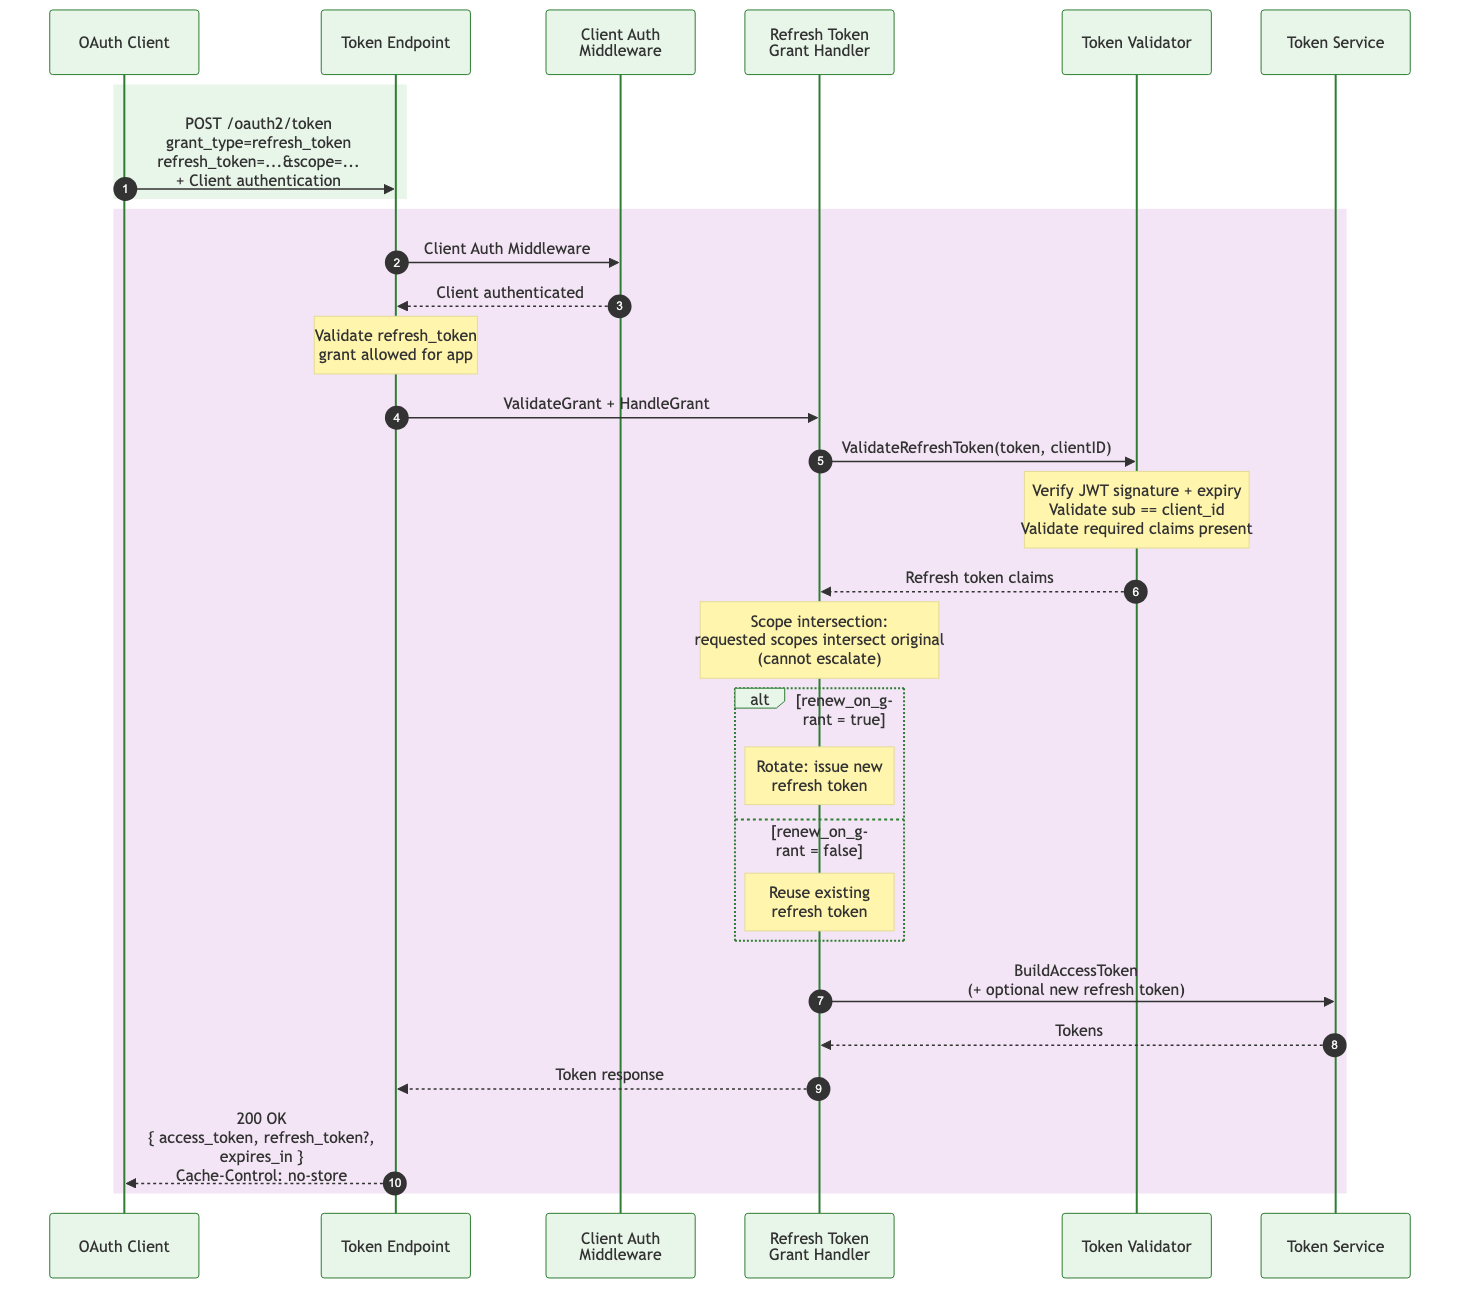 OAuth Client
Token Endpoint
Client Auth
Middleware
Refresh Token
Grant Handler
Token Validator
Token Service
POST /oauth2/token
grant_type=refresh_token
refresh_token=...&scope=...
+ Client authentication
1
Client Auth Middleware
2
Client authenticated
3
Validate refresh_token
grant allowed for app
ValidateGrant + HandleGrant
4
ValidateRefreshToken(token, clientID)
5
Verify JWT signature + expiry
Validate sub == client_id
Validate required claims present
Refresh token claims
6
Scope intersection:
requested scopes intersect original
(cannot escalate)
alt
[renew_on_g-
rant = true]
Rotate: issue new
refresh token
[renew_on_g-
rant = false]
Reuse existing
refresh token
BuildAccessToken
(+ optional new refresh token)
7
Tokens
8
Token response
9
200 OK
{ access_token, refresh_token?,
expires_in }
Cache-Control: no-store
10
OAuth Client
Token Endpoint
Client Auth
Middleware
Refresh Token
Grant Handler
Token Validator
Token Service